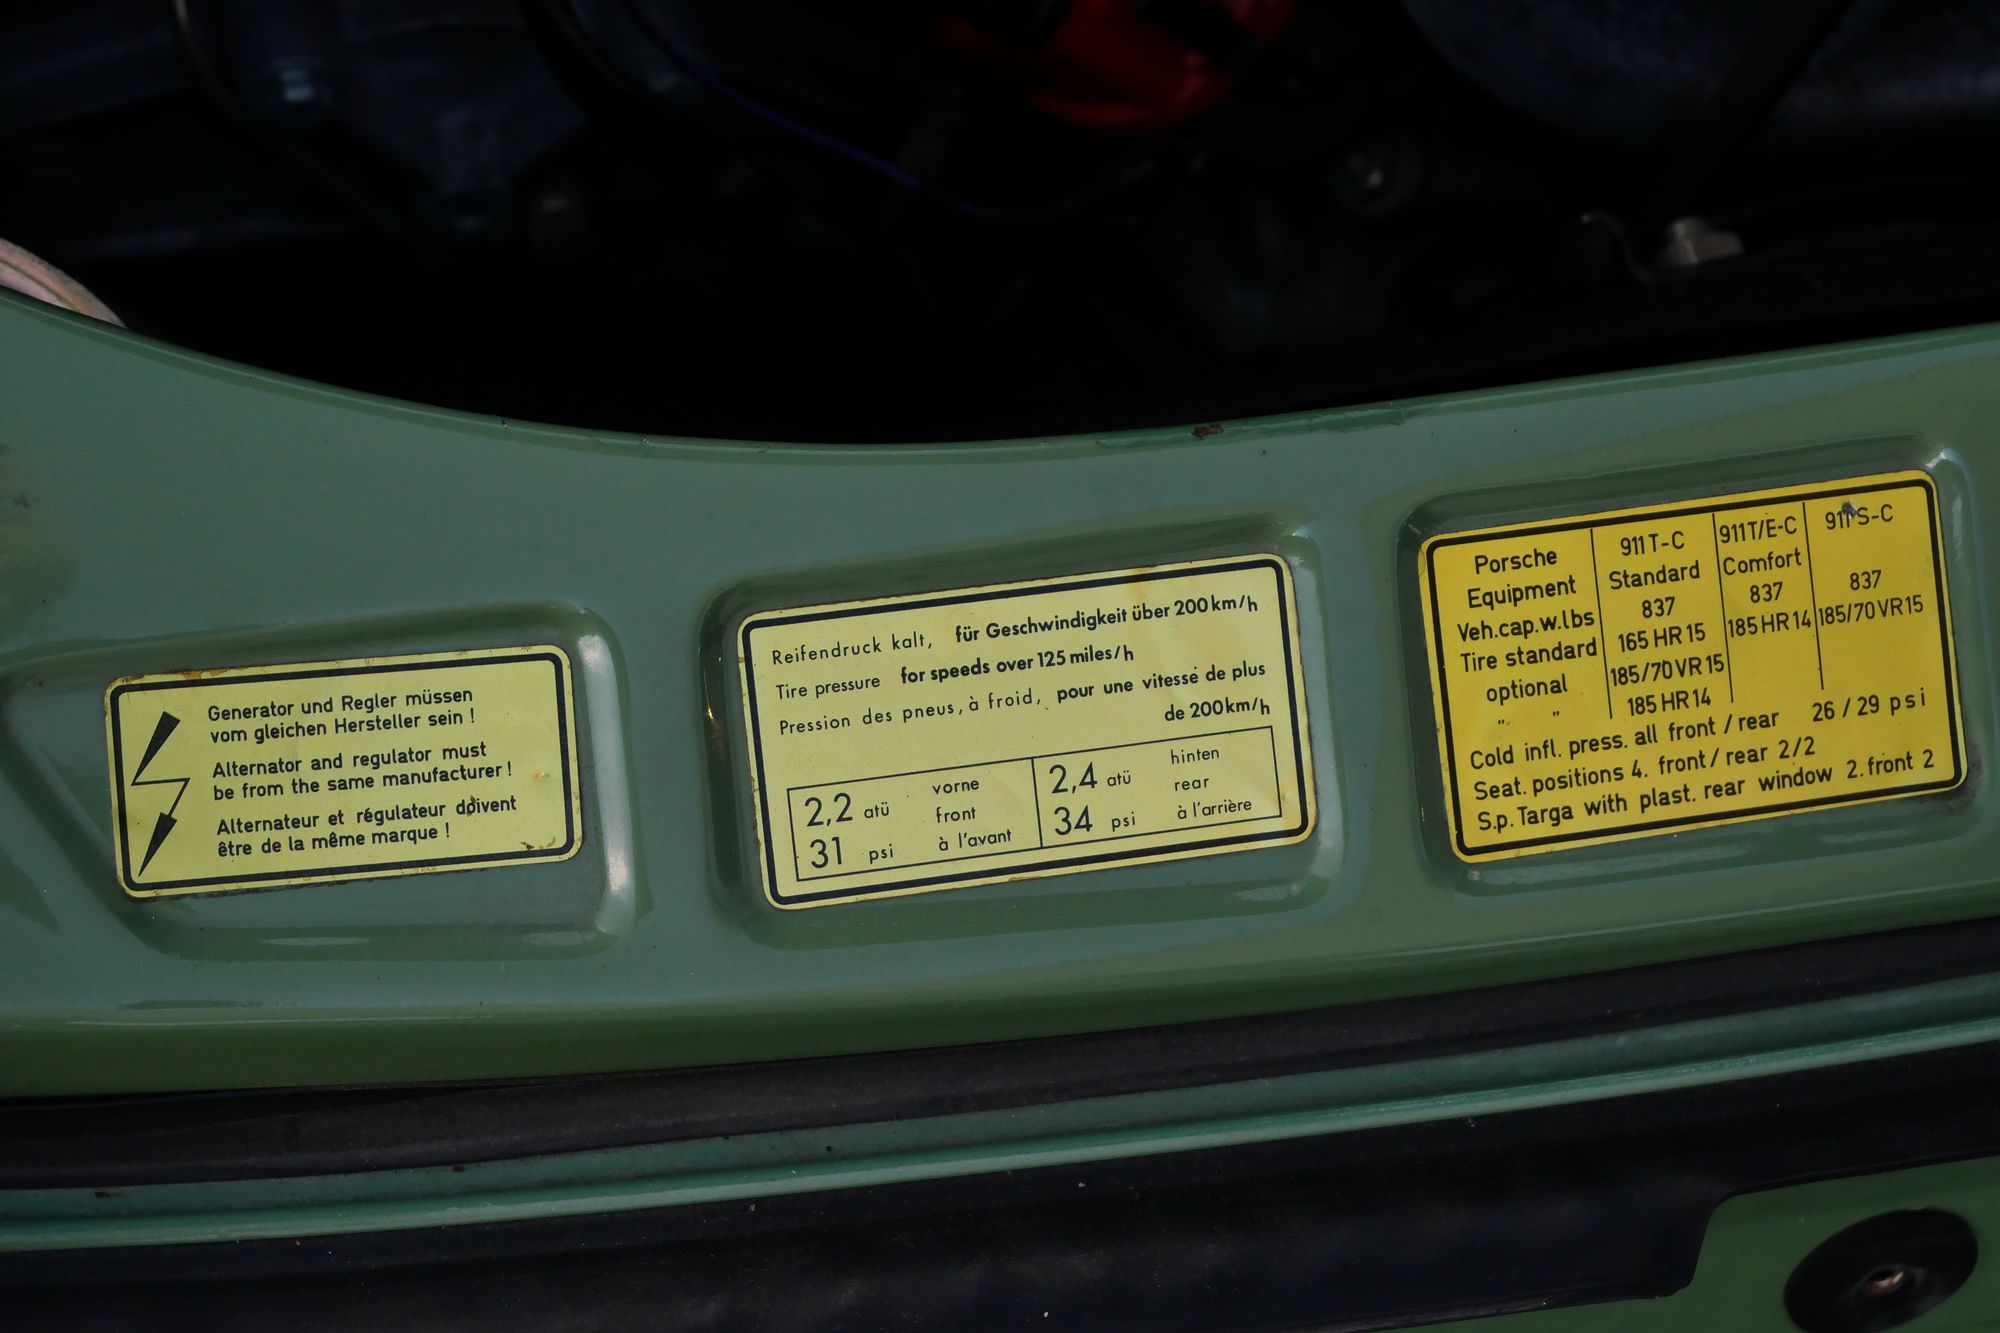 Generator und Regler müssen
vom gleichen Hersteller sein !
Alternator and regulator must
be from the same manufacturer !
Alternateur et régulateur doivent
être de la même marque !
Reifendruck kalt, für Geschwindigkeit über 200 km/h
Tire pressure for speeds over 125 miles/h
Pression des pneus, à froid, pour une vitesse de plus
de 200 km/h
2,2 atü vorne 2,4 atü hinten
front rear
31 psi à l'avant 34 psi à l'arrière
Porsche 911 T-C 911 T/E-C 911 S-C
Equipment Standard Comfort
Veh.cap.w.lbs 837 837 837
Tire standard 165 HR 15 185 HR 14 185/70 VR 15
optional 185/70 VR 15
" " 185 HR 14
Cold infl. press. all front / rear 26 / 29 psi
Seat. positions 4. front / rear 2/2
S.p. Targa with plast. rear window 2. front 2